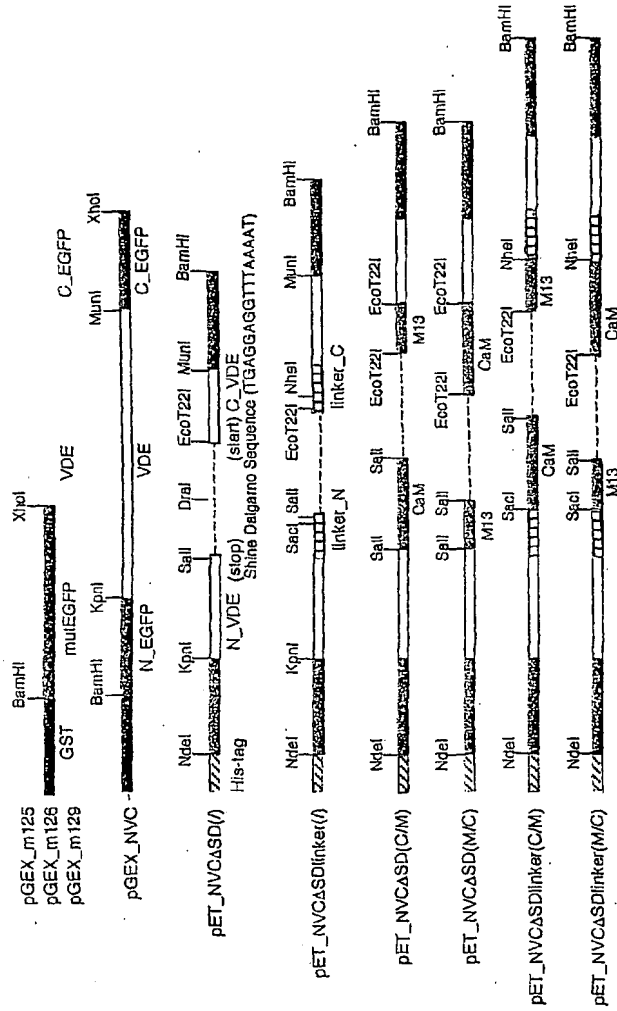 pGEX_m125
pGEX_m126
pGEX_m129
BamHI XhoI
GST mutEGFP VDE C_EGFP
pGEX_NVC
BamHI KpnI MunI XhoI
N_EGFP VDE C_EGFP
pET_NVCΔSD(/)
NdeI KpnI SalI DraI EcoT22I MunI BamHI
His-tag N_VDE (stop) (start) C_VDE
Shine Dalgarno Sequence (TGAGGAGGTTTAAAAT)
pET_NVCΔSDlinker(/)
NdeI KpnI SacI SalI EcoT22I NheI MunI BamHI
linker_N linker_C
pET_NVCΔSD(C/M)
NdeI SalI SalI EcoT22I EcoT22I BamHI
CaM M13
pET_NVCΔSD(M/C)
NdeI SalI SalI EcoT22I EcoT22I BamHI
M13 CaM
pET_NVCΔSDlinker(C/M)
NdeI SacI SalI EcoT22I NheI BamHI
CaM M13
pET_NVCΔSDlinker(M/C)
NdeI SacI SalI EcoT22I NheI BamHI
M13 CaM